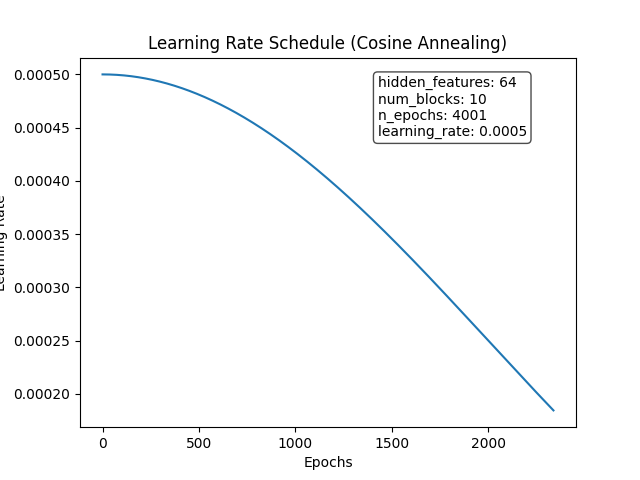 Learning Rate Schedule (Cosine Annealing)
hidden_features: 64
num_blocks: 10
n_epochs: 4001
learning_rate: 0.0005
0.00050
0.00045
0.00040
0.00035
0.00030
0.00025
0.00020
Learning Rate
0 500 1000 1500 2000
Epochs